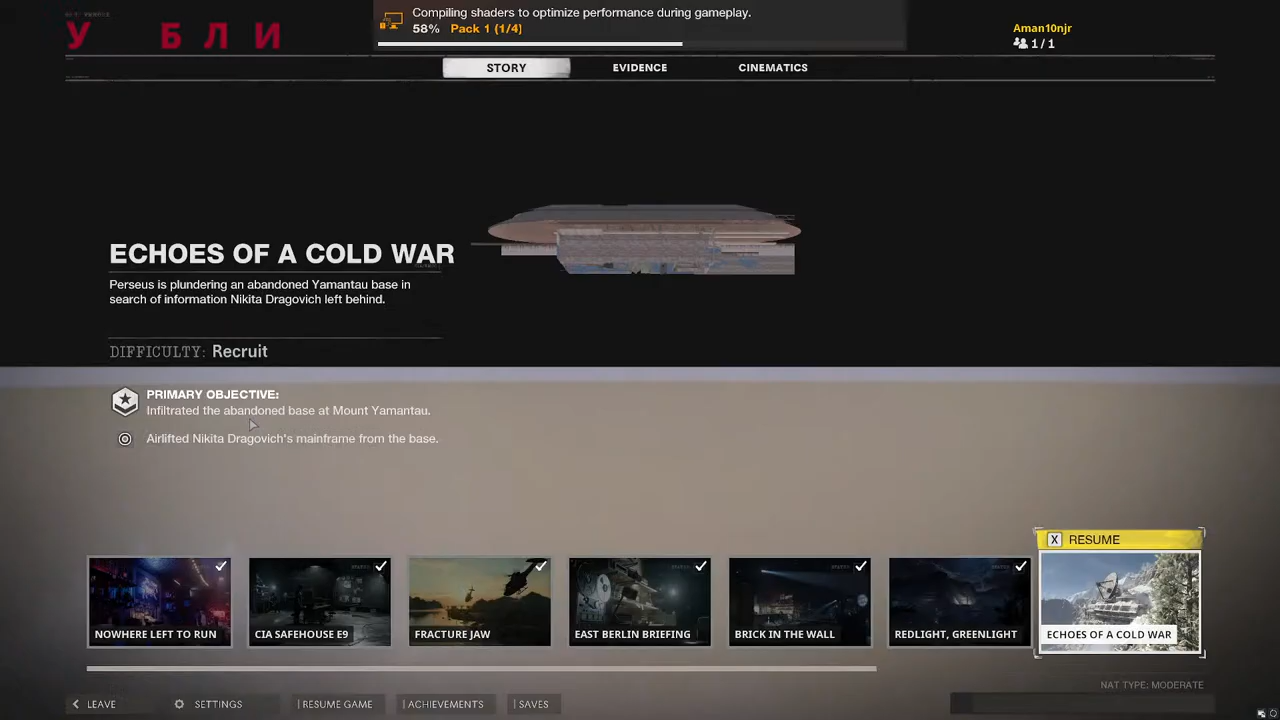 Compiling shaders to optimize performance during gameplay.
58% Pack 1 (1/4)
У БЛИ
Aman10njr
1 / 1
STORY
EVIDENCE
CINEMATICS
ECHOES OF A COLD WAR
Perseus is plundering an abandoned Yamantau base in
search of information Nikita Dragovich left behind.
DIFFICULTY: Recruit
PRIMARY OBJECTIVE:
Infiltrated the abandoned base at Mount Yamantau.
Airlifted Nikita Dragovich's mainframe from the base.
X RESUME
NOWHERE LEFT TO RUN
CIA SAFEHOUSE E9
FRACTURE JAW
EAST BERLIN BRIEFING
BRICK IN THE WALL
REDLIGHT, GREENLIGHT
ECHOES OF A COLD WAR
NAT TYPE: MODERATE
LEAVE
SETTINGS
RESUME GAME
ACHIEVEMENTS
SAVES